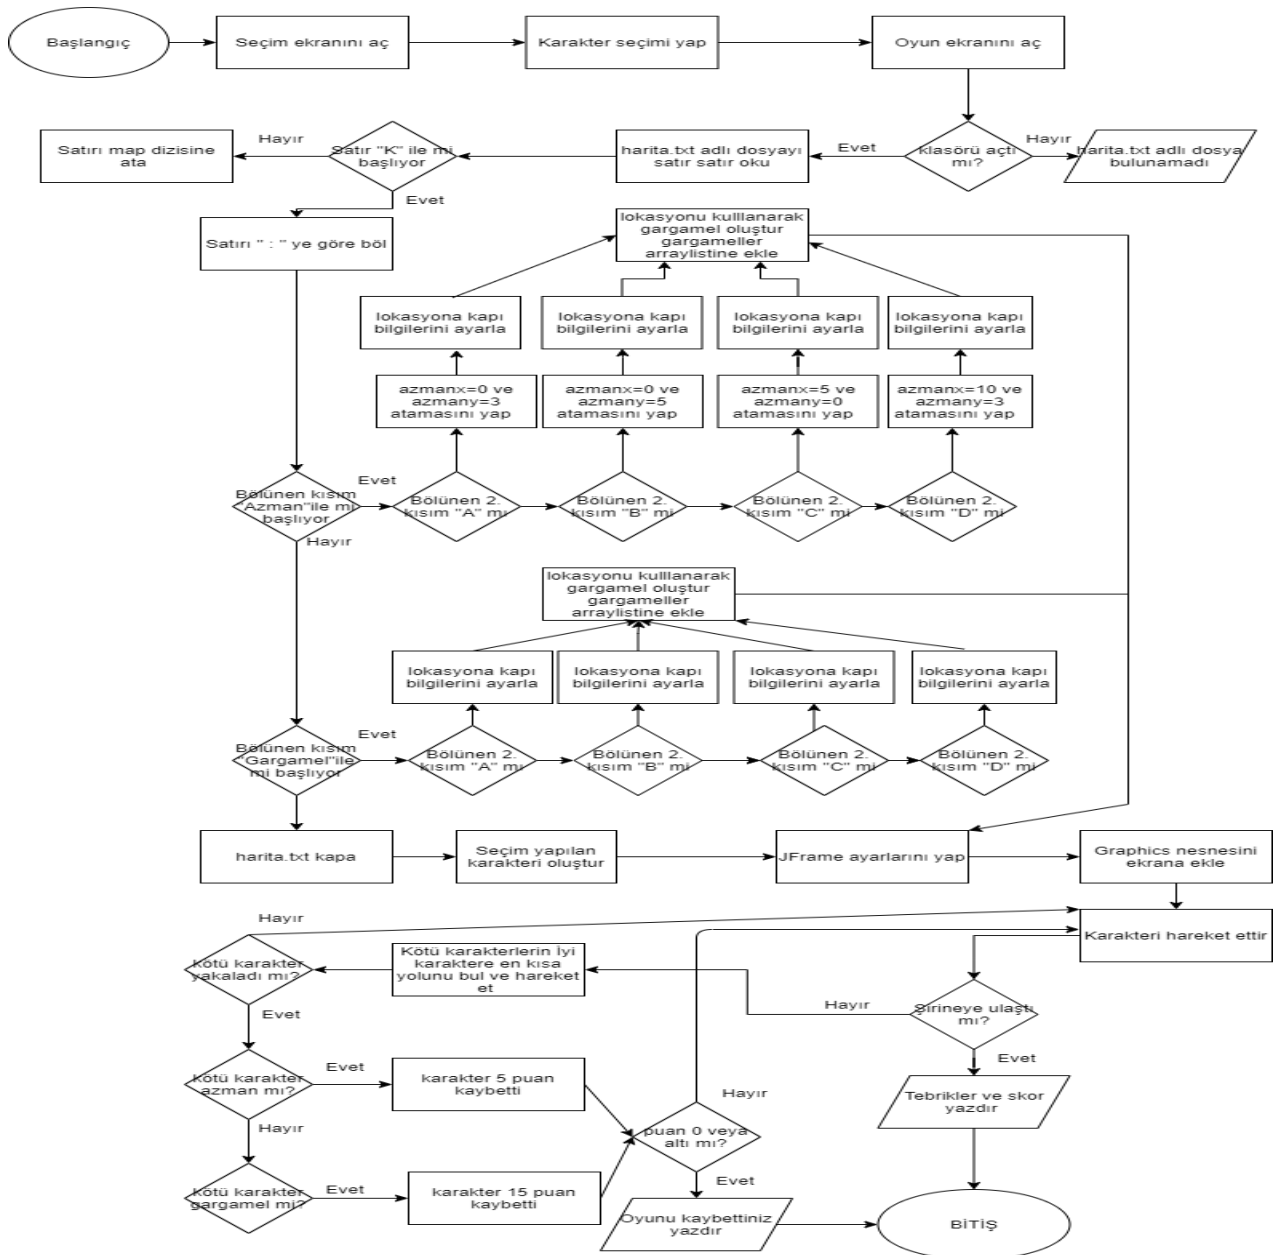 Başlangıç
Seçim ekranını aç
Karakter seçimi yap
Oyun ekranını aç
Satırı map dizisine
ata
Hayır
Satır "K" ile mi
başlıyor
harita.txt adlı dosyayı
satır satır oku
Evet
klasörü açtı
mı?
Hayır
harita.txt adlı dosya
bulunamadı
Evet
Satırı " : " ye göre böl
lokasyonu kulllanarak
gargamel oluştur
gargameller
arraylistine ekle
lokasyona kapı
bilgilerini ayarla
lokasyona kapı
bilgilerini ayarla
lokasyona kapı
bilgilerini ayarla
lokasyona kapı
bilgilerini ayarla
azmanx=0 ve
azmany=3
atamasını yap
azmanx=0 ve
azmany=5
atamasını yap
azmanx=5 ve
azmany=0
atamasını yap
azmanx=10 ve
azmany=3
atamasını yap
Bölünen kısım
"Azman"ile mi
başlıyor
Evet
Bölünen 2.
kısım "A" mı
Bölünen 2.
kısım "B" mi
Bölünen 2.
kısım "C" mi
Bölünen 2.
kısım "D" mi
Hayır
lokasyonu kulllanarak
gargamel oluştur
gargameller
arraylistine ekle
lokasyona kapı
bilgilerini ayarla
lokasyona kapı
bilgilerini ayarla
lokasyona kapı
bilgilerini ayarla
lokasyona kapı
bilgilerini ayarla
Bölünen kısım
"Gargamel"ile
mi başlıyor
Evet
Bölünen 2.
kısım "A" mı
Bölünen 2.
kısım "B" mi
Bölünen 2.
kısım "C" mi
Bölünen 2.
kısım "D" mi
harita.txt kapa
Seçim yapılan
karakteri oluştur
JFrame ayarlarını yap
Graphics nesnesini
ekrana ekle
Hayır
Kötü karakter
yakaladı mı?
Kötü karakterlerin İyi
karaktere en kısa
yolunu bul ve hareket
et
Karakteri hareket ettir
Hayır
Şirineye ulaştı
mı?
Evet
Evet
Kötü karakter
azman mı?
Evet
karakter 5 puan
kaybetti
Hayır
Tebrikler ve skor
yazdır
Hayır
puan 0 veya
altı mı?
Kötü karakter
gargamel mi?
Evet
karakter 15 puan
kaybetti
Evet
Oyunu kaybettiniz
yazdır
BİTİŞ